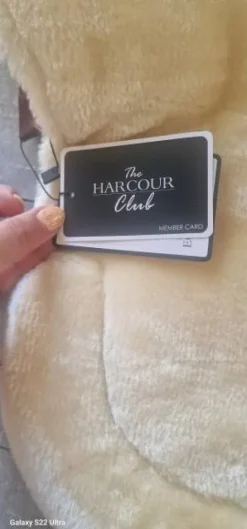 The
HARCOUR
Club
MEMBER CARD
Galaxy S22 Ultra